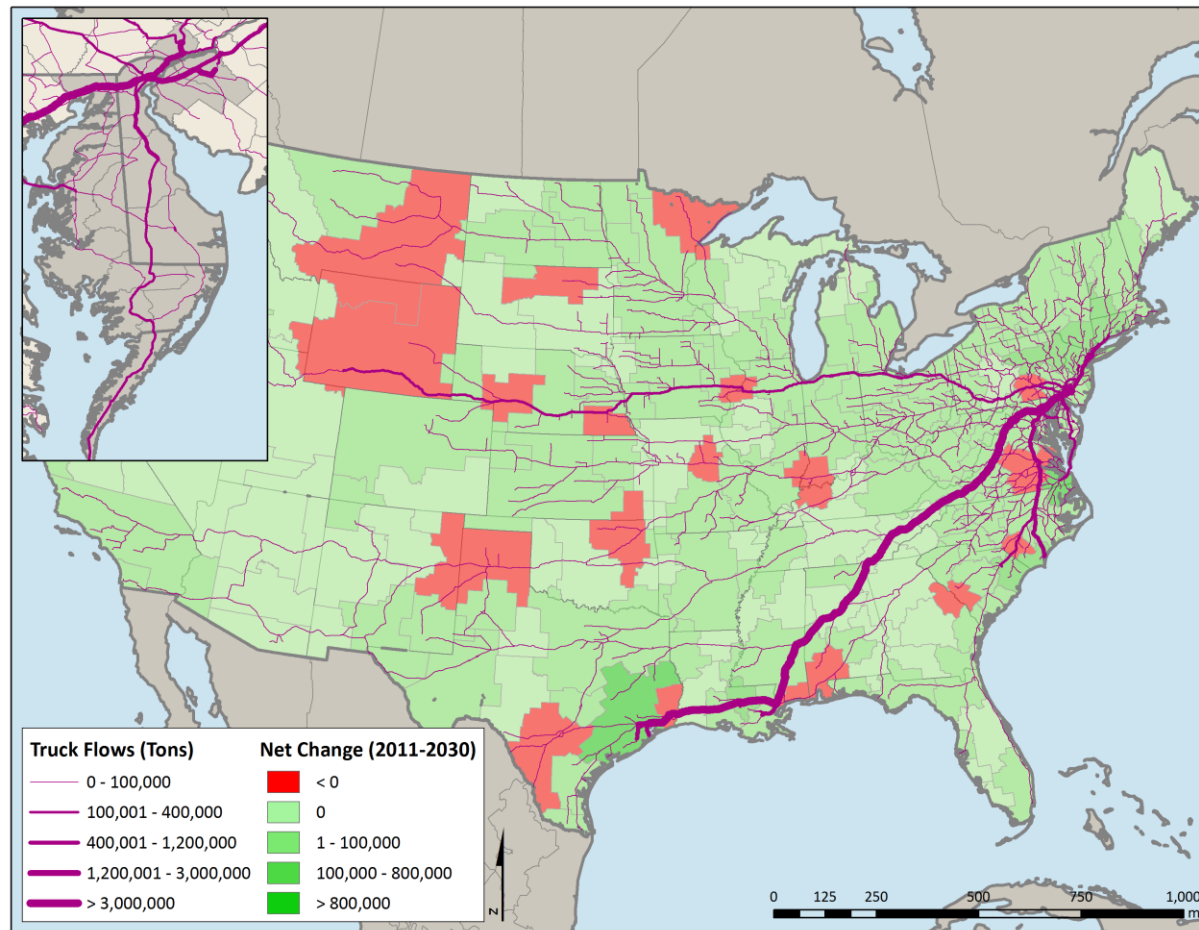 Truck Flows (Tons)
0 - 100,000
100,001 - 400,000
400,001 - 1,200,000
1,200,001 - 3,000,000
> 3,000,000
Net Change (2011-2030)
< 0
0
1 - 100,000
100,000 - 800,000
> 800,000
N
0 125 250 500 750 1,000